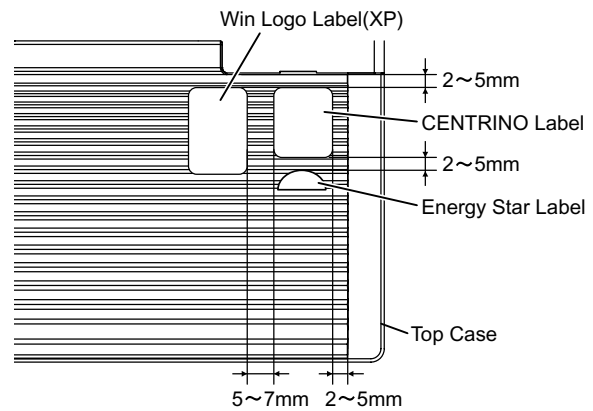 Win Logo Label(XP)
2～5mm
CENTRINO Label
2～5mm
Energy Star Label
Top Case
5～7mm
2～5mm